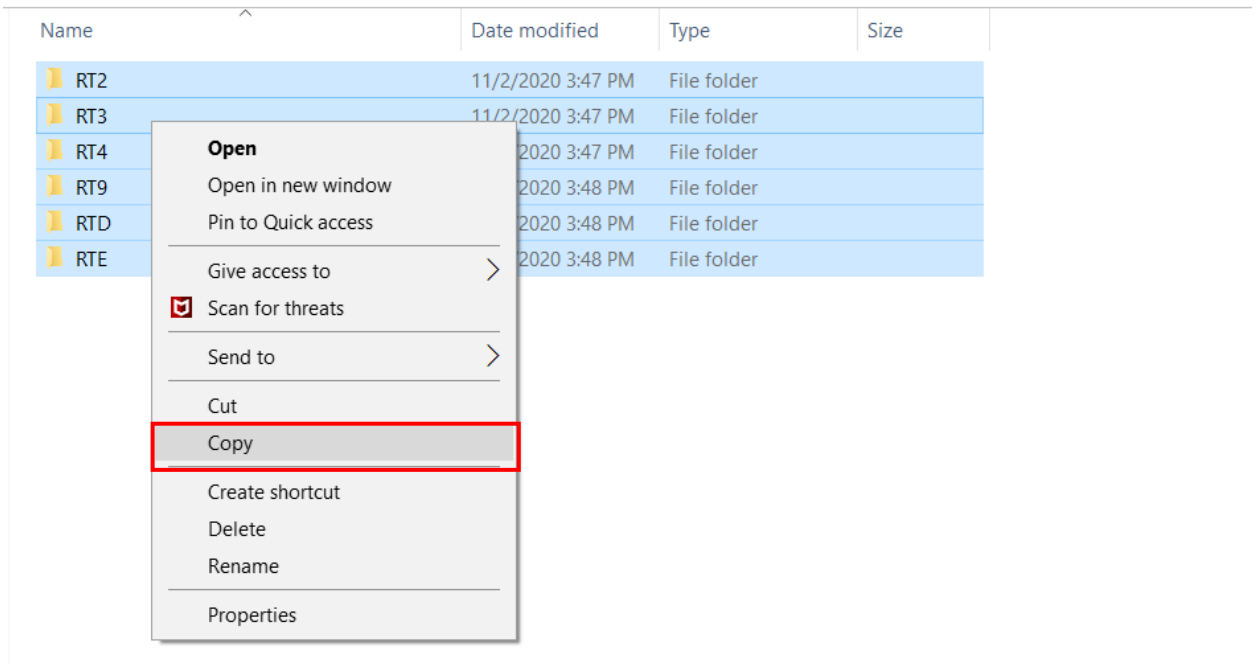 Name Date modified Type Size
RT2 11/2/2020 3:47 PM File folder
RT3 11/2/2020 3:47 PM File folder
RT4 2020 3:47 PM File folder
RT9 2020 3:48 PM File folder
RTD 2020 3:48 PM File folder
RTE 2020 3:48 PM File folder
Open
Open in new window
Pin to Quick access
Give access to
Scan for threats
Send to
Cut
Copy
Create shortcut
Delete
Rename
Properties